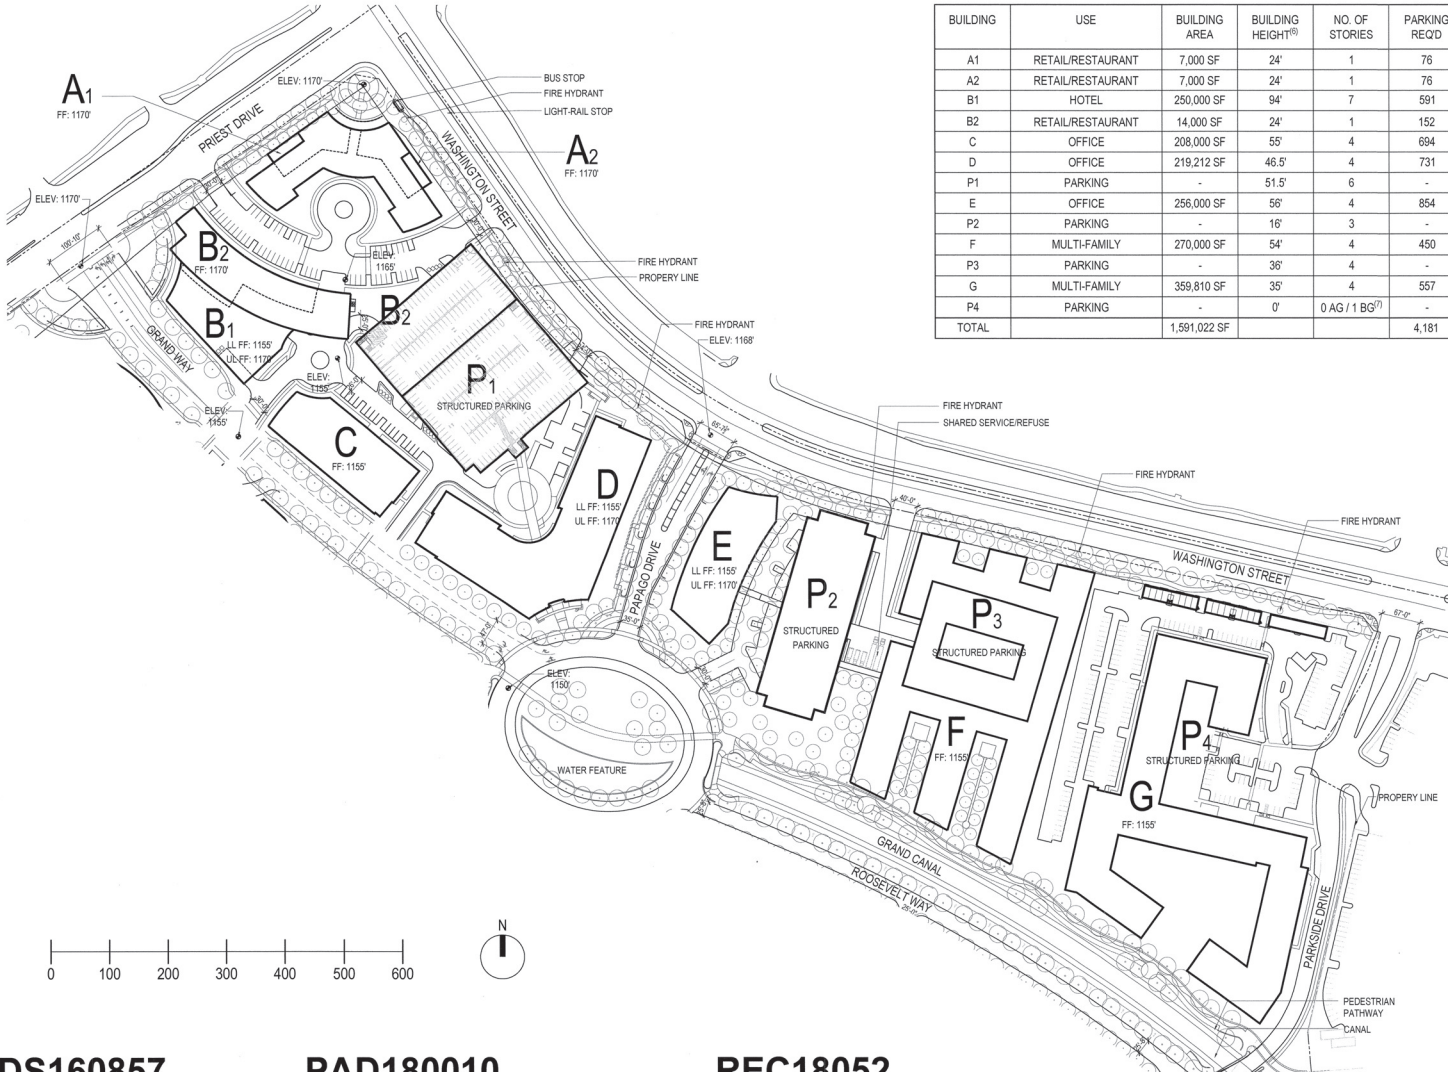 BUILDING USE BUILDING AREA BUILDING HEIGHT(6) NO. OF STORIES PARKING REQ'D
A1 RETAIL/RESTAURANT 7,000 SF 24' 1 76
A2 RETAIL/RESTAURANT 7,000 SF 24' 1 76
B1 HOTEL 250,000 SF 94' 7 591
B2 RETAIL/RESTAURANT 14,000 SF 24' 1 152
C OFFICE 208,000 SF 55' 4 694
D OFFICE 219,212 SF 46.5' 4 731
P1 PARKING - 51.5' 6 -
E OFFICE 256,000 SF 56' 4 854
P2 PARKING - 16' 3 -
F MULTI-FAMILY 270,000 SF 54' 4 450
P3 PARKING - 36' 4 -
G MULTI-FAMILY 359,810 SF 35' 4 557
P4 PARKING - 0' 0 AG / 1 BG(7) -
TOTAL 1,591,022 SF 4,181
A1
FF: 1170'
ELEV: 1170'
BUS STOP
FIRE HYDRANT
LIGHT-RAIL STOP
PRIEST DRIVE
WASHINGTON STREET
A2
FF: 1170'
ELEV: 1170'
100'-10"
B2
FF: 1170'
ELEV:
1165'
FIRE HYDRANT
PROPERY LINE
B1
LL FF: 1155'
UL FF: 1170'
B2
GRAND WAY
FIRE HYDRANT
ELEV: 1168'
ELEV:
1155'
P1
STRUCTURED PARKING
ELEV:
1155'
C
FF: 1155'
65'-11"
FIRE HYDRANT
SHARED SERVICE/REFUSE
FIRE HYDRANT
D
LL FF: 1155'
UL FF: 1170'
40'-0"
FIRE HYDRANT
E
LL FF: 1155'
UL FF: 1170'
PAPAGO DRIVE
WASHINGTON STREET
P2
STRUCTURED
PARKING
P3
STRUCTURED PARKING
67'-0"
ELEV:
1150'
WATER FEATURE
F
FF: 1155'
P4
STRUCTURED PARKING
G
FF: 1155'
PROPERY LINE
GRAND CANAL
ROOSEVELT WAY
25'-0"
PARKSIDE DRIVE
PEDESTRIAN
PATHWAY
CANAL
N
0 100 200 300 400 500 600
DS160857 PAD180010 REC18052